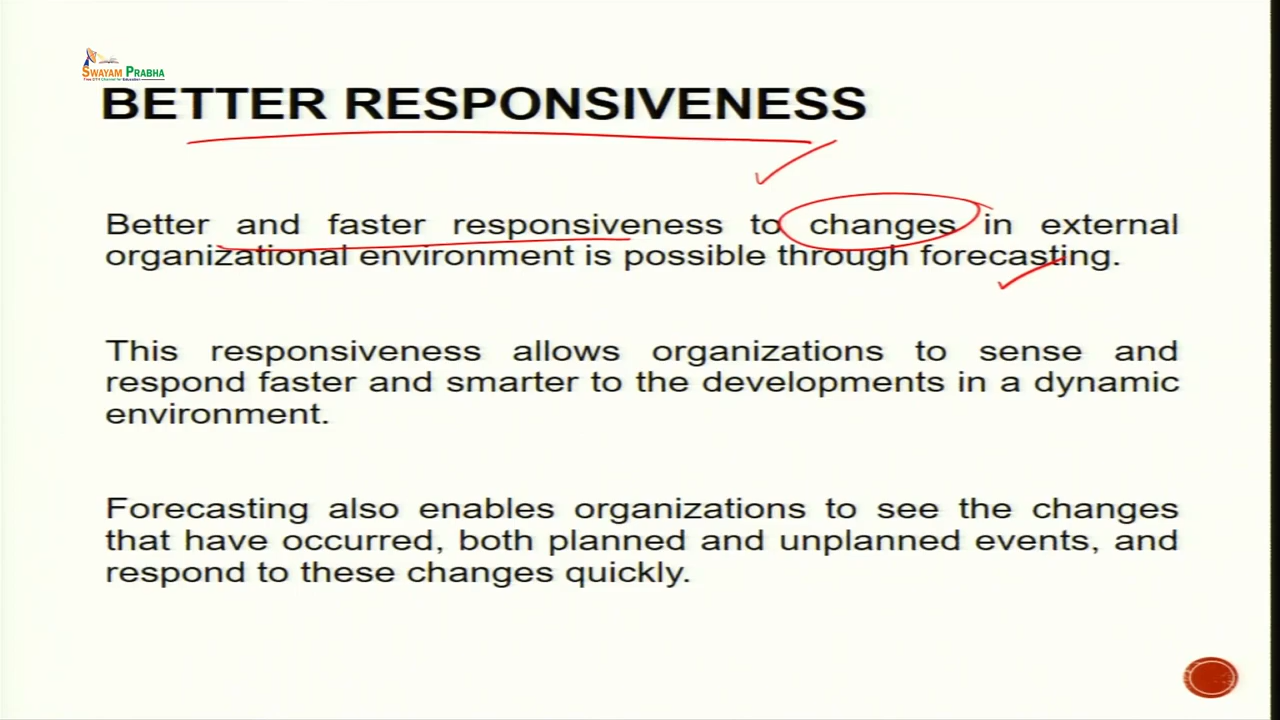 SWAYAM PRABHA
BETTER RESPONSIVENESS
Better and faster responsiveness to changes in external
organizational environment is possible through forecasting.
This responsiveness allows organizations to sense and
respond faster and smarter to the developments in a dynamic
environment.
Forecasting also enables organizations to see the changes
that have occurred, both planned and unplanned events, and
respond to these changes quickly.